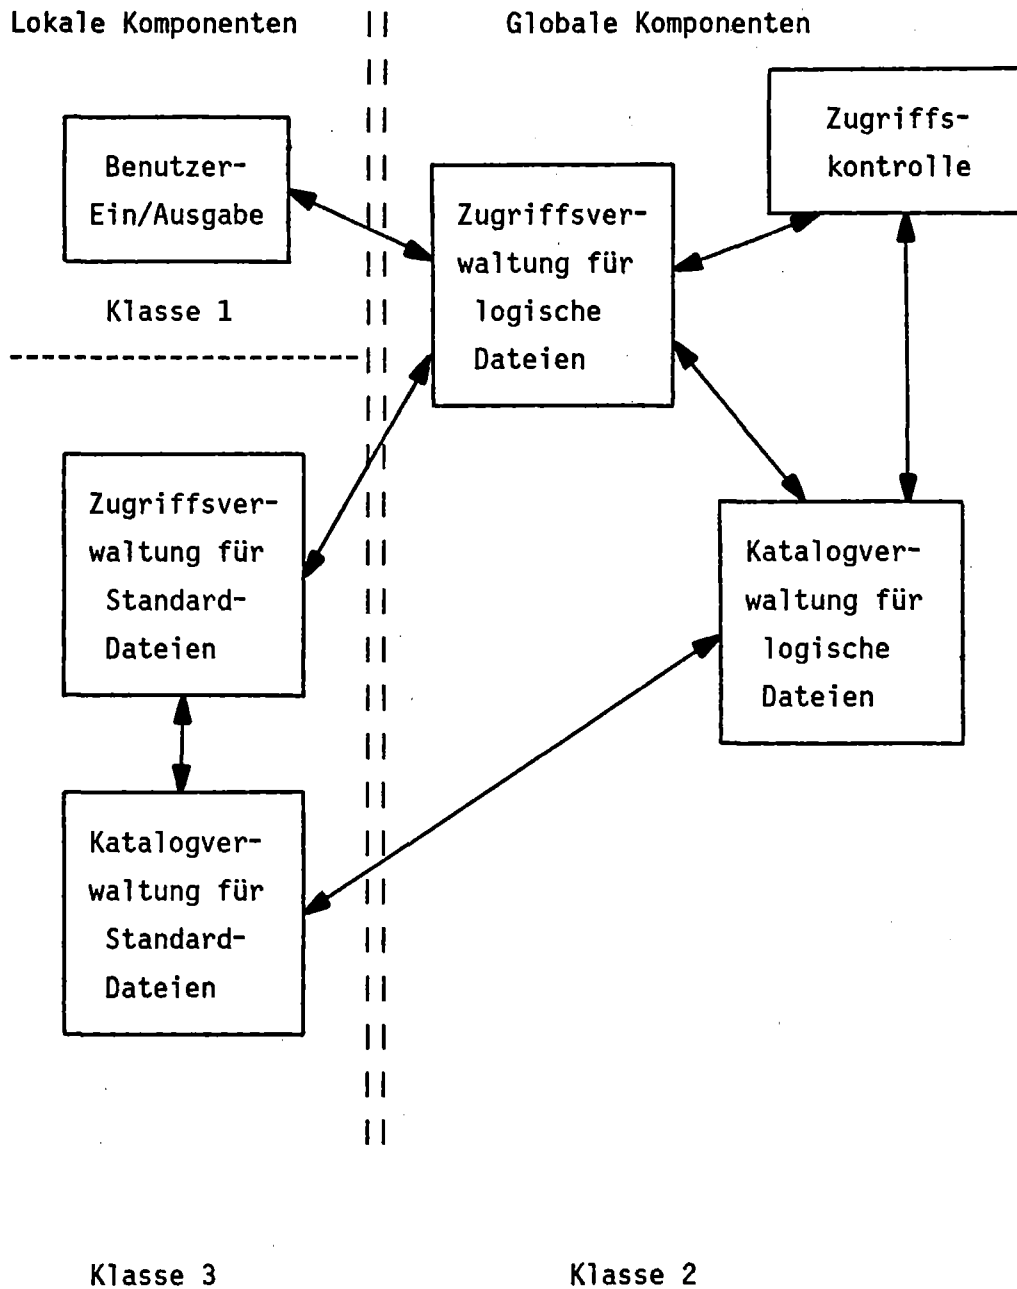 Lokale Komponenten
Globale Komponenten
Benutzer-
Ein/Ausgabe
Klasse 1
Zugriffsver-
waltung für
logische
Dateien
Zugriffs-
kontrolle
Zugriffsver-
waltung für
Standard-
Dateien
Katalogver-
waltung für
logische
Dateien
Katalogver-
waltung für
Standard-
Dateien
Klasse 3
Klasse 2